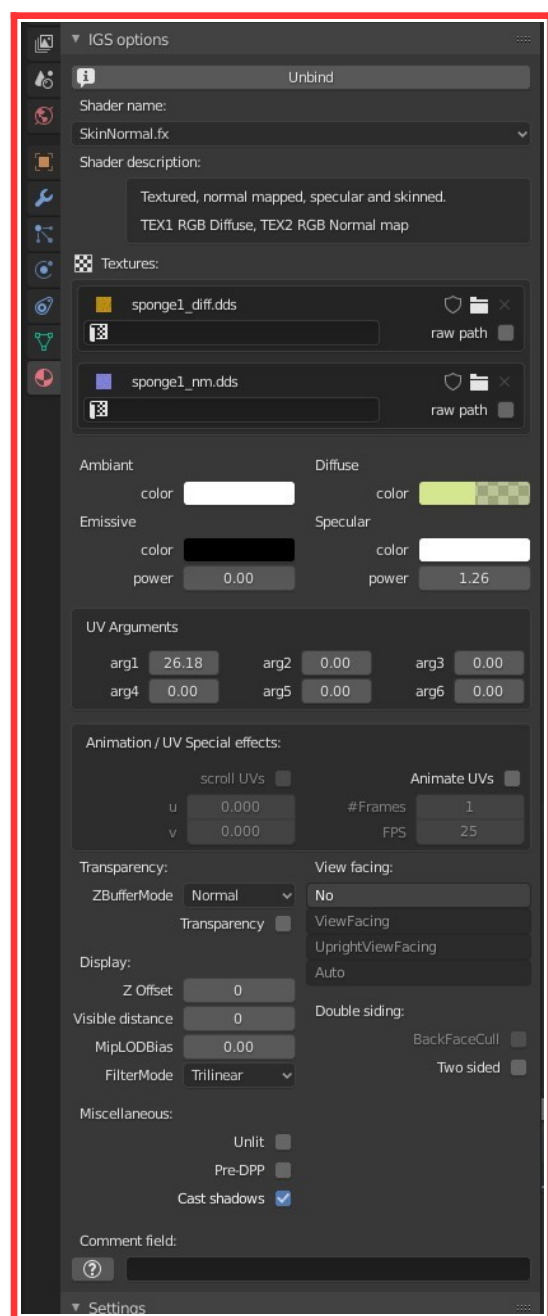 IGS options
Unbind
Shader name:
SkinNormal.fx
Shader description:
Textured, normal mapped, specular and skinned.
TEX1 RGB Diffuse, TEX2 RGB Normal map
Textures:
sponge1_diff.dds
raw path
sponge1_nm.dds
raw path
Ambiant Diffuse
color color
Emissive Specular
color color
power 0.00 power 1.26
UV Arguments
arg1 26.18 arg2 0.00 arg3 0.00
arg4 0.00 arg5 0.00 arg6 0.00
Animation / UV Special effects:
scroll UVs Animate UVs
u 0.000 #Frames 1
v 0.000 FPS 25
Transparency: View facing:
ZBufferMode Normal No
Transparency ViewFacing
UprightViewFacing
Display: Auto
Z Offset 0
Visible distance 0 Double siding:
MipLODBias 0.00 BackFaceCull
FilterMode Trilinear Two sided
Miscellaneous:
Unlit
Pre-DPP
Cast shadows
Comment field:
?
Settings